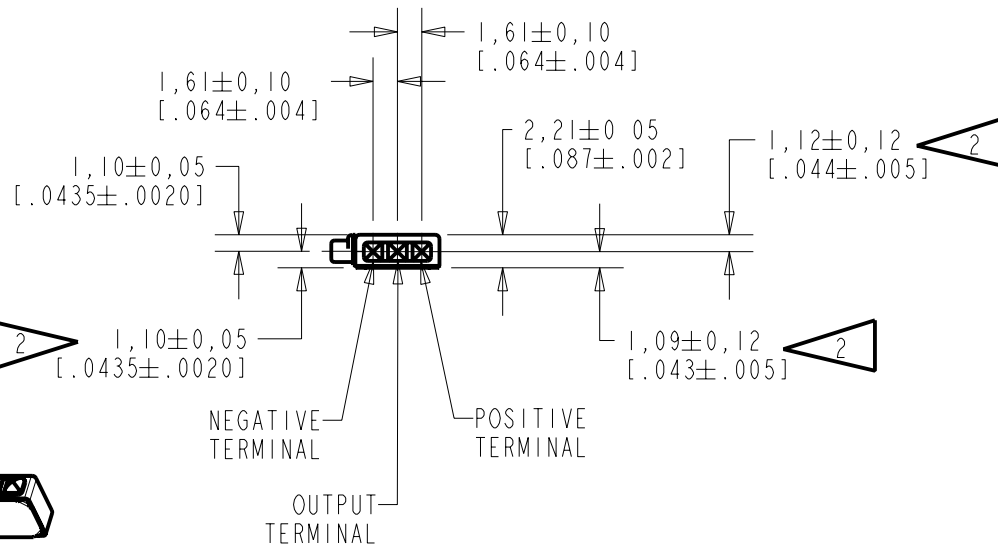 1,61±0,10
[.064±.004]
1,61±0,10
[.064±.004]
2,21±0 05
[.087±.002]
1,12±0,12
[.044±.005]
2
1,10±0,05
[.0435±.0020]
2
1,10±0,05
[.0435±.0020]
1,09±0,12
[.043±.005]
2
NEGATIVE
TERMINAL
POSITIVE
TERMINAL
OUTPUT
TERMINAL